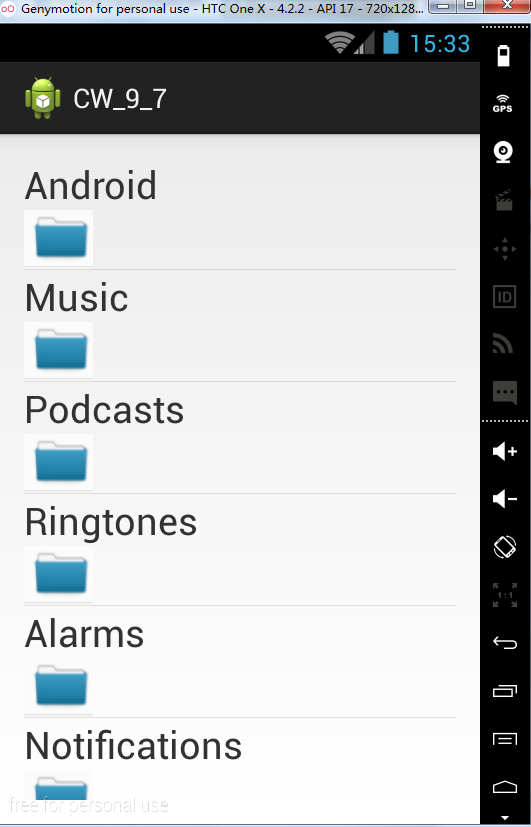 Genymotion for personal use - HTC One X - 4.2.2 - API 17 - 720x128...
15:33
CW_9_7
GPS
Android
Music
ID
Podcasts
Ringtones
1:1
Alarms
Notifications
free for personal use